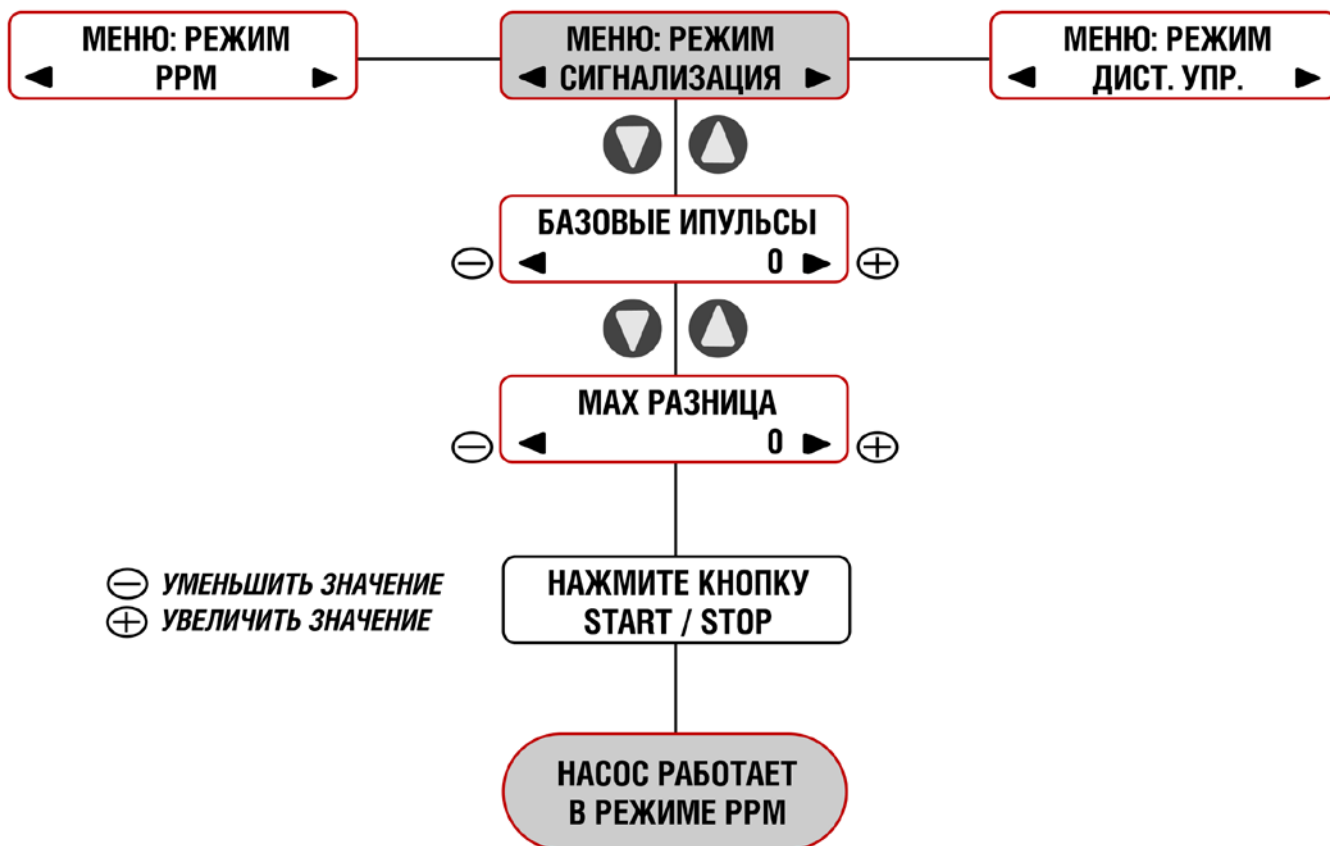 МЕНЮ: РЕЖИМ
PPM
МЕНЮ: РЕЖИМ
СИГНАЛИЗАЦИЯ
МЕНЮ: РЕЖИМ
ДИСТ. УПР.
БАЗОВЫЕ ИПУЛЬСЫ
0
MAX РАЗНИЦА
0
УМЕНЬШИТЬ ЗНАЧЕНИЕ
УВЕЛИЧИТЬ ЗНАЧЕНИЕ
НАЖМИТЕ КНОПКУ
START / STOP
НАСОС РАБОТАЕТ
В РЕЖИМЕ PPM